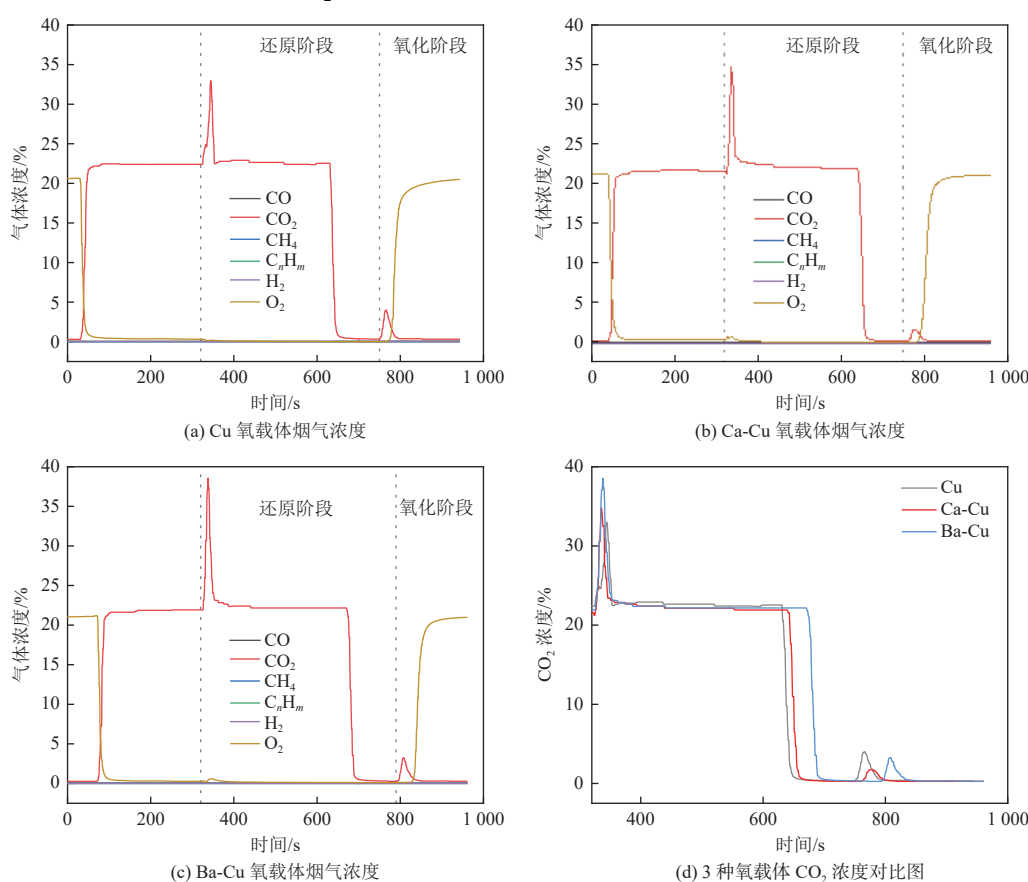 40
35
30
25
20
15
10
5
0
气体浓度/%
还原阶段
氧化阶段
CO
CO₂
CH₄
CₙHₘ
H₂
O₂
0 200 400 600 800 1 000
时间/s
(a) Cu 氧载体烟气浓度
40
35
30
25
20
15
10
5
0
气体浓度/%
还原阶段
氧化阶段
CO
CO₂
CH₄
CₙHₘ
H₂
O₂
0 200 400 600 800 1 000
时间/s
(b) Ca-Cu 氧载体烟气浓度
40
35
30
25
20
15
10
5
0
气体浓度/%
还原阶段
氧化阶段
CO
CO₂
CH₄
CₙHₘ
H₂
O₂
0 200 400 600 800 1 000
时间/s
(c) Ba-Cu 氧载体烟气浓度
40
30
20
10
0
CO₂ 浓度/%
Cu
Ca-Cu
Ba-Cu
400 600 800 1 000
时间/s
(d) 3 种氧载体 CO₂ 浓度对比图